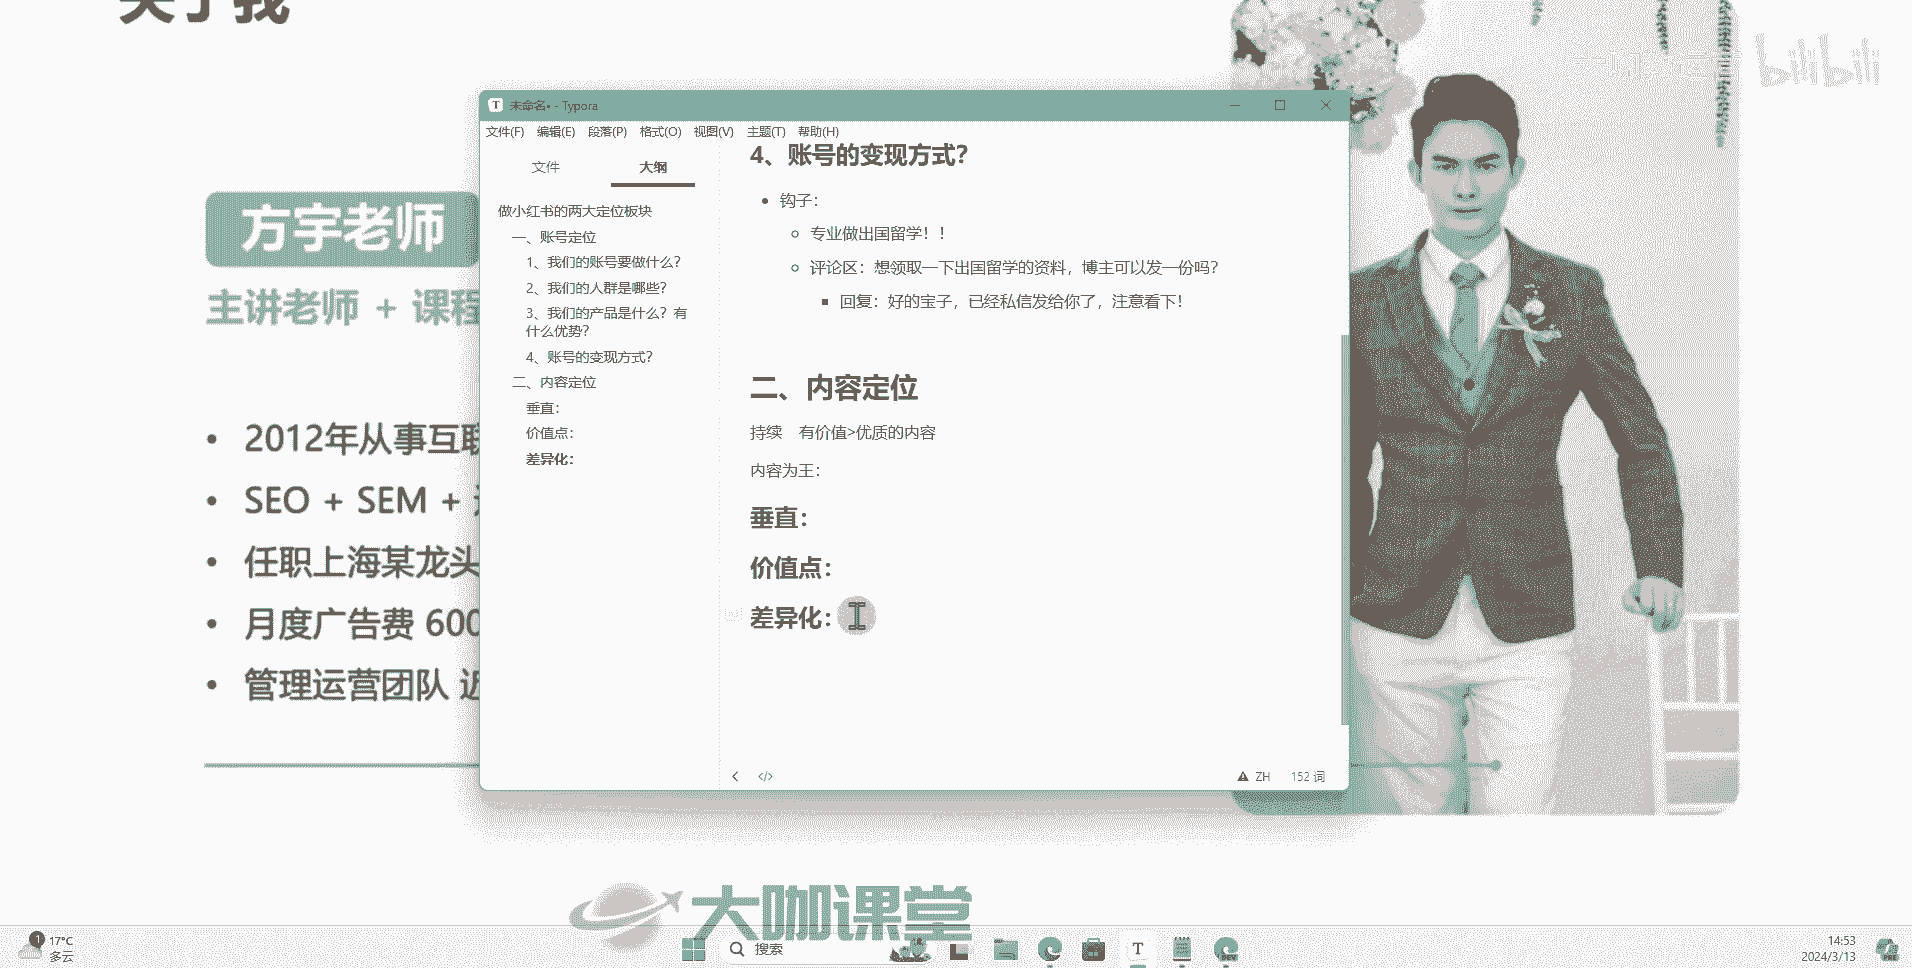 关于我
bilibili
方宇老师
主讲老师 + 课程
2012年从事互联
SEO + SEM +
任职上海某龙头
月度广告费 600
管理运营团队 近
未命名• - Typora
文件(F) 编辑(E) 段落(P) 格式(O) 视图(V) 主题(T) 帮助(H)
文件 大纲
做小红书的两大定位板块
一、账号定位
1、我们的账号要做什么？
2、我们的人群是哪些？
3、我们的产品是什么？有
什么优势？
4、账号的变现方式？
二、内容定位
垂直：
价值点：
差异化：
4、账号的变现方式？
钩子：
专业做出国留学！！
评论区：想领取一下出国留学的资料，博主可以发一份吗？
回复：好的宝子，已经私信发给你了，注意看下！
二、内容定位
持续 有价值>优质的内容
内容为王：
垂直：
价值点：
差异化：
</> ZH 152 词
大咖课堂
1 17°C
多云
搜索
DEV
14:53
2024/3/13
PRE